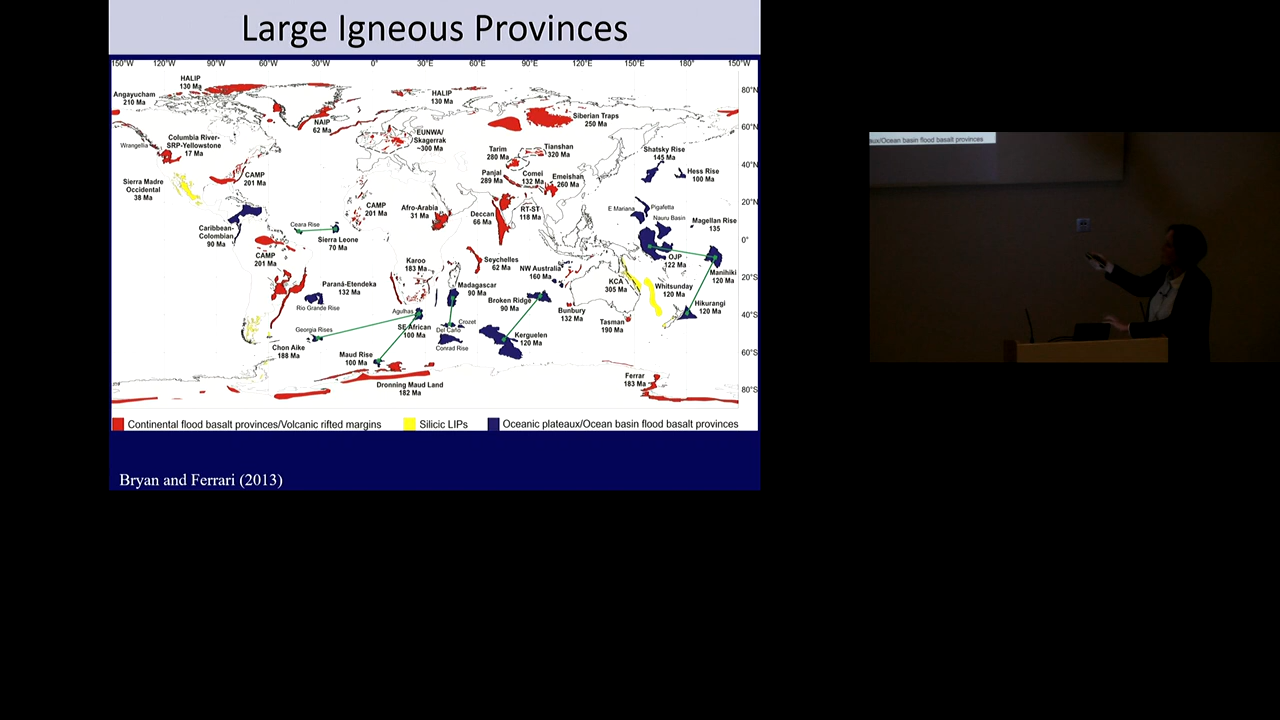 Large Igneous Provinces
150°W 120°W 90°W 60°W 30°W 0° 30°E 60°E 90°E 120°E 150°E 180° 150°W
80°N
60°N
40°N
20°N
0°
20°S
40°S
60°S
80°S
HALIP
130 Ma
Angayucham
210 Ma
HALIP
130 Ma
NAIP
62 Ma
Siberian Traps
250 Ma
EUNWA/
Skagerrak
~300 Ma
Columbia River-
SRP-Yellowstone
17 Ma
Wrangellia
Tarim
280 Ma
Tianshan
320 Ma
Shatsky Rise
145 Ma
Hess Rise
100 Ma
Panjal
289 Ma
Comei
132 Ma
Emeishan
260 Ma
CAMP
201 Ma
Sierra Madre
Occidental
38 Ma
CAMP
201 Ma
Afro-Arabia
31 Ma
Deccan
66 Ma
RT-ST
118 Ma
E Mariana
Pigafetta
Nauru Basin
Magellan Rise
135
Caribbean-
Colombian
90 Ma
Ceara Rise
Sierra Leone
70 Ma
CAMP
201 Ma
OJP
122 Ma
Manihiki
120 Ma
Karoo
183 Ma
Seychelles
62 Ma
NW Australia
160 Ma
KCA
305 Ma
Whitsunday
120 Ma
Paraná-Etendeka
132 Ma
Rio Grande Rise
Madagascar
90 Ma
Broken Ridge
90 Ma
Hikurangi
120 Ma
Agulhas
Bunbury
132 Ma
Tasman
190 Ma
Georgia Rises
SE African
100 Ma
Crozet
Del Caño
Conrad Rise
Kerguelen
120 Ma
Chon Aike
188 Ma
Maud Rise
100 Ma
Dronning Maud Land
182 Ma
Ferrar
183 Ma
Continental flood basalt provinces/Volcanic rifted margins
Silicic LIPs
Oceanic plateaux/Ocean basin flood basalt provinces
Bryan and Ferrari (2013)
aux/Ocean basin flood basalt provinces